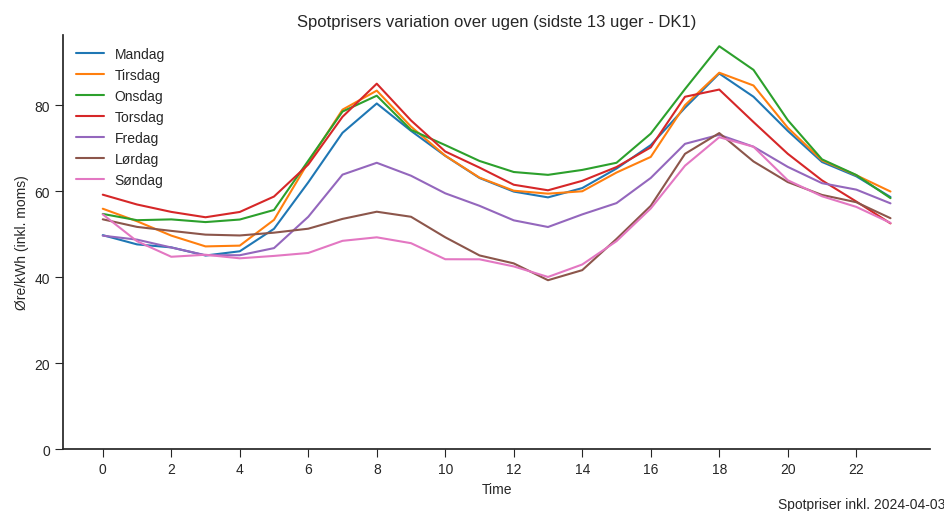 Spotprisers variation over ugen (sidste 13 uger - DK1)
Mandag
Tirsdag
Onsdag
Torsdag
Fredag
Lørdag
Søndag
Øre/kWh (inkl. moms)
80
60
40
20
0
0 2 4 6 8 10 12 14 16 18 20 22
Time
Spotpriser inkl. 2024-04-03